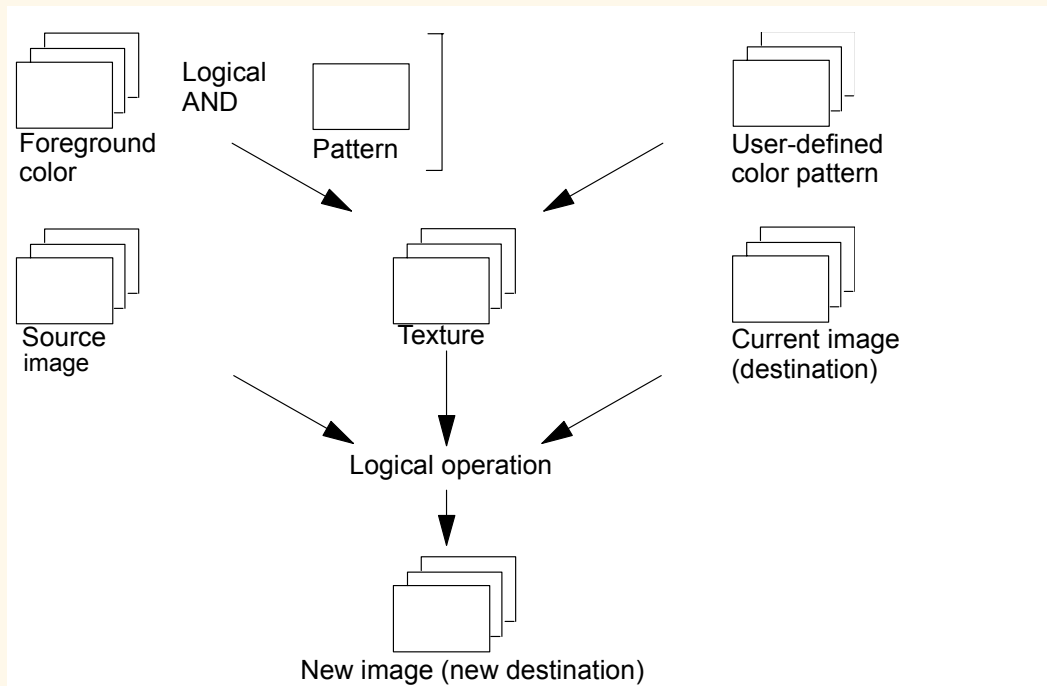 Logical
AND
Foreground
color
Pattern
User-defined
color pattern
Source
image
Texture
Current image
(destination)
Logical operation
New image (new destination)